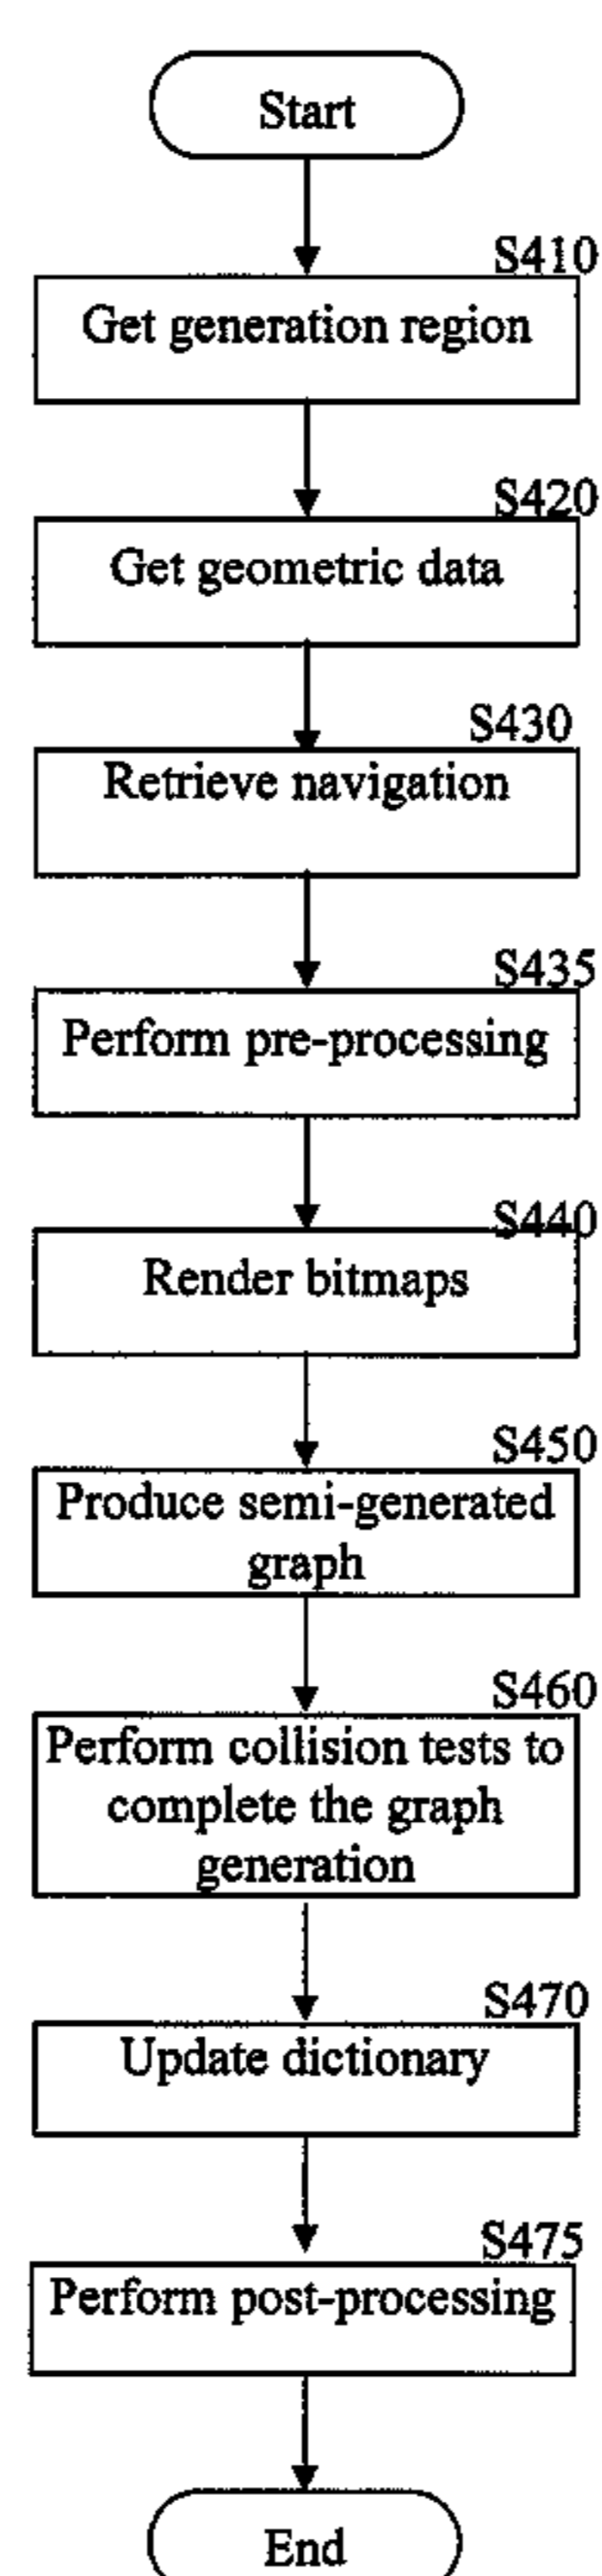 Start
S410
Get generation region
S420
Get geometric data
S430
Retrieve navigation
S435
Perform pre-processing
S440
Render bitmaps
S450
Produce semi-generated
graph
S460
Perform collision tests to
complete the graph
generation
S470
Update dictionary
S475
Perform post-processing
End